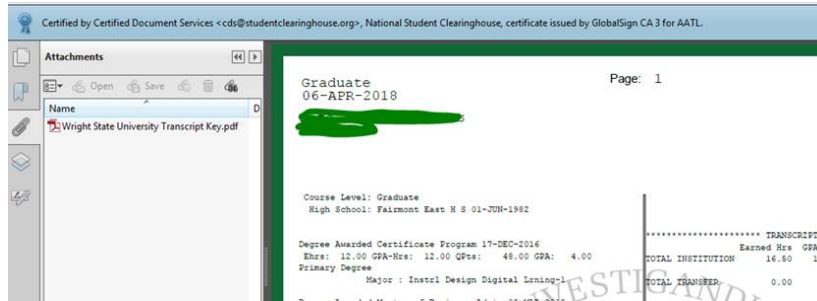 Certified by Certified Document Services <cds@studentclearinghouse.org>, National Student Clearinghouse, certificate issued by GlobalSign CA 3 for AATL.
Attachments
Open Save
Name D
Wright State University Transcript Key.pdf
Graduate Page: 1
06-APR-2018
Course Level: Graduate
High School: Fairmont East H S 01-JUN-1982
Degree Awarded Certificate Program 17-DEC-2016
Ehrs: 12.00 GPA-Hrs: 12.00 QPts: 48.00 GPA: 4.00
Primary Degree
Major : Instrl Design Digital Lrning-1
********************* TRANSCRIPT
Earned Hrs GPA
TOTAL INSTITUTION 16.50 1
TOTAL TRANSFER 0.00